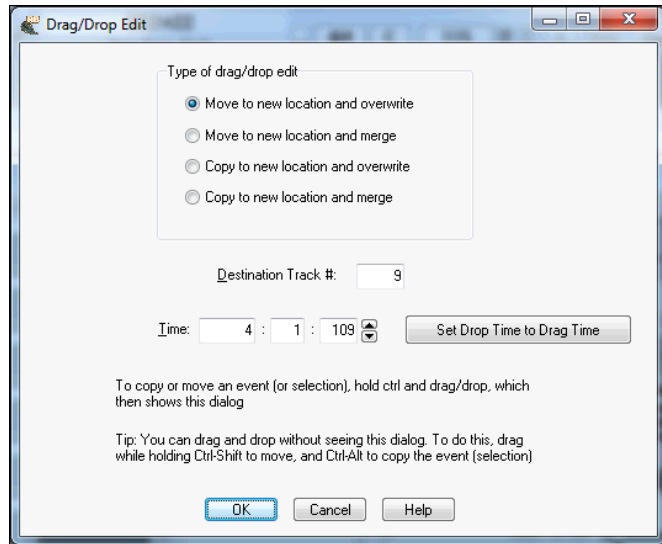 Drag/Drop Edit
Type of drag/drop edit
Move to new location and overwrite
Move to new location and merge
Copy to new location and overwrite
Copy to new location and merge
Destination Track #: 9
Time: 4 : 1 : 109 Set Drop Time to Drag Time
To copy or move an event (or selection), hold ctrl and drag/drop, which
then shows this dialog
Tip: You can drag and drop without seeing this dialog. To do this, drag
while holding Ctrl-Shift to move, and Ctrl-Alt to copy the event (selection)
OK Cancel Help